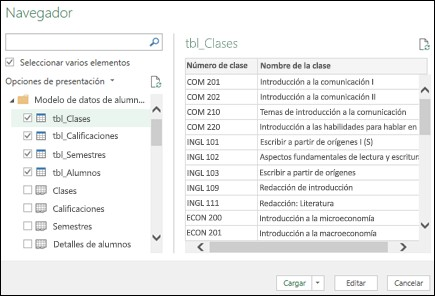 Navegador
Seleccionar varios elementos
Opciones de presentación
Modelo de datos de alumn...
tbl_Clases
tbl_Calificaciones
tbl_Semestres
tbl_Alumnos
Clases
Calificaciones
Semestres
Detalles de alumnos
tbl_Clases
Número de clase Nombre de la clase
COM 201 Introducción a la comunicación I
COM 202 Introducción a la comunicación II
COM 210 Temas de introducción a la comunicación
COM 220 Introducción a las habilidades para hablar en
INGL 101 Escribir a partir de orígenes I (S)
INGL 102 Aspectos fundamentales de lectura y escritur
INGL 103 Escribir a partir de orígenes
INGL 109 Redacción de introducción
INGL 111 Redacción: Literatura
ECON 200 Introducción a la microeconomía
ECON 201 Introducción a la macroeconomía
Cargar Editar Cancelar